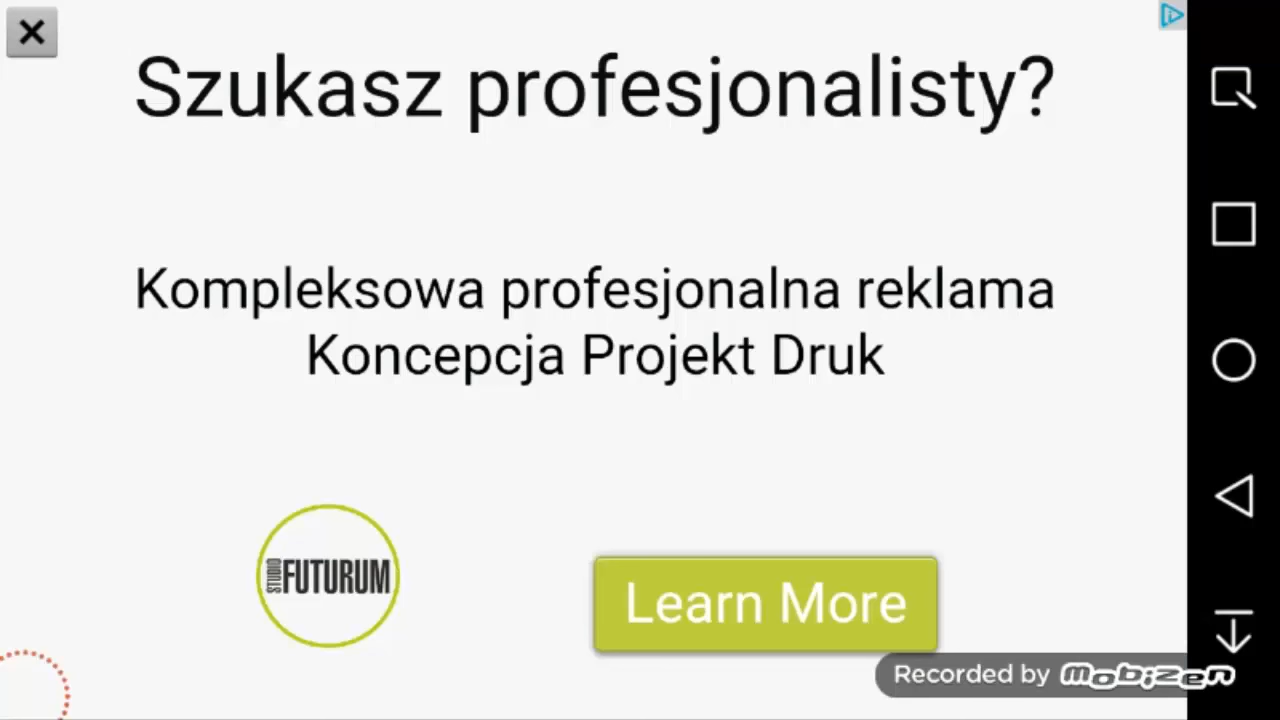 Szukasz profesjonalisty?
Kompleksowa profesjonalna reklama
Koncepcja Projekt Druk
STUDIO FUTURUM
Learn More
Recorded by mobizen